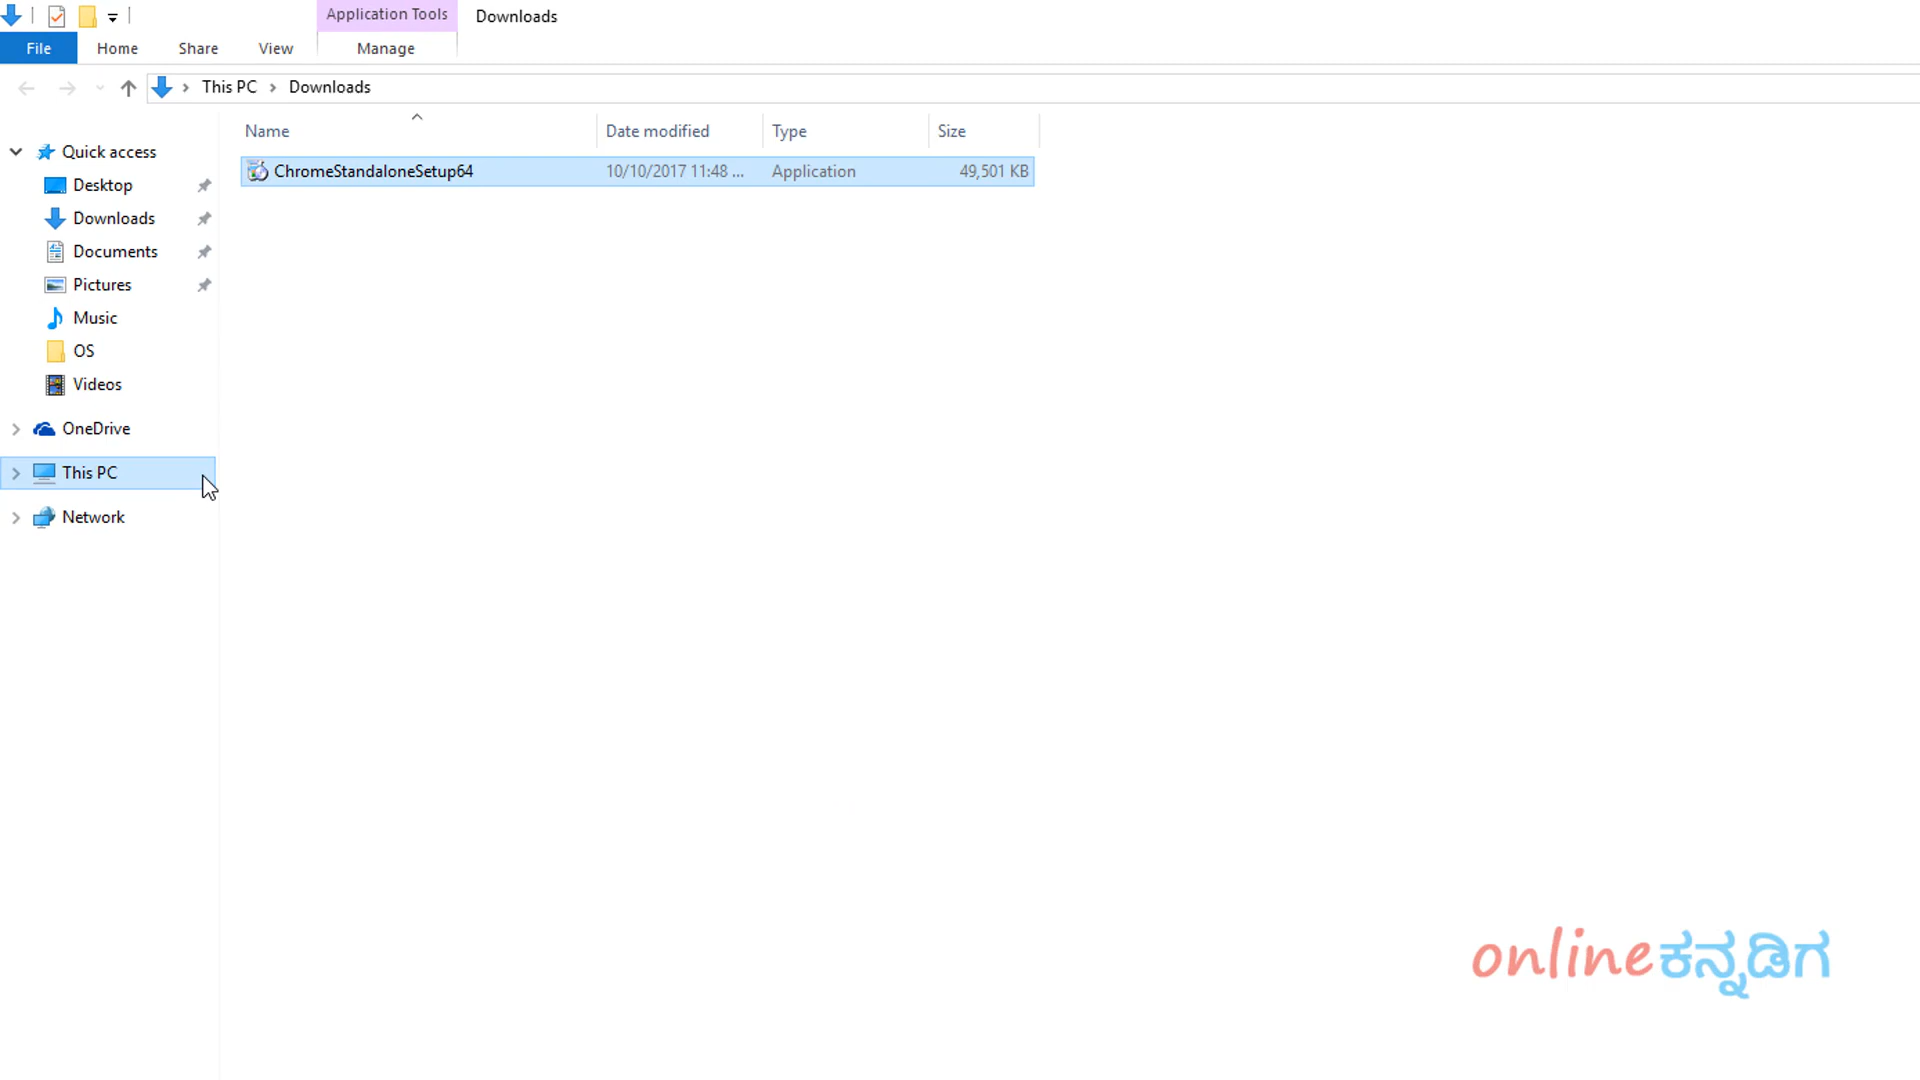 Application Tools
Downloads
File
Home
Share
View
Manage
This PC
Downloads
Name
Date modified
Type
Size
ChromeStandaloneSetup64
10/10/2017 11:48 ...
Application
49,501 KB
Quick access
Desktop
Downloads
Documents
Pictures
Music
OS
Videos
OneDrive
This PC
Network
onlineಕನ್ನಡಿಗ